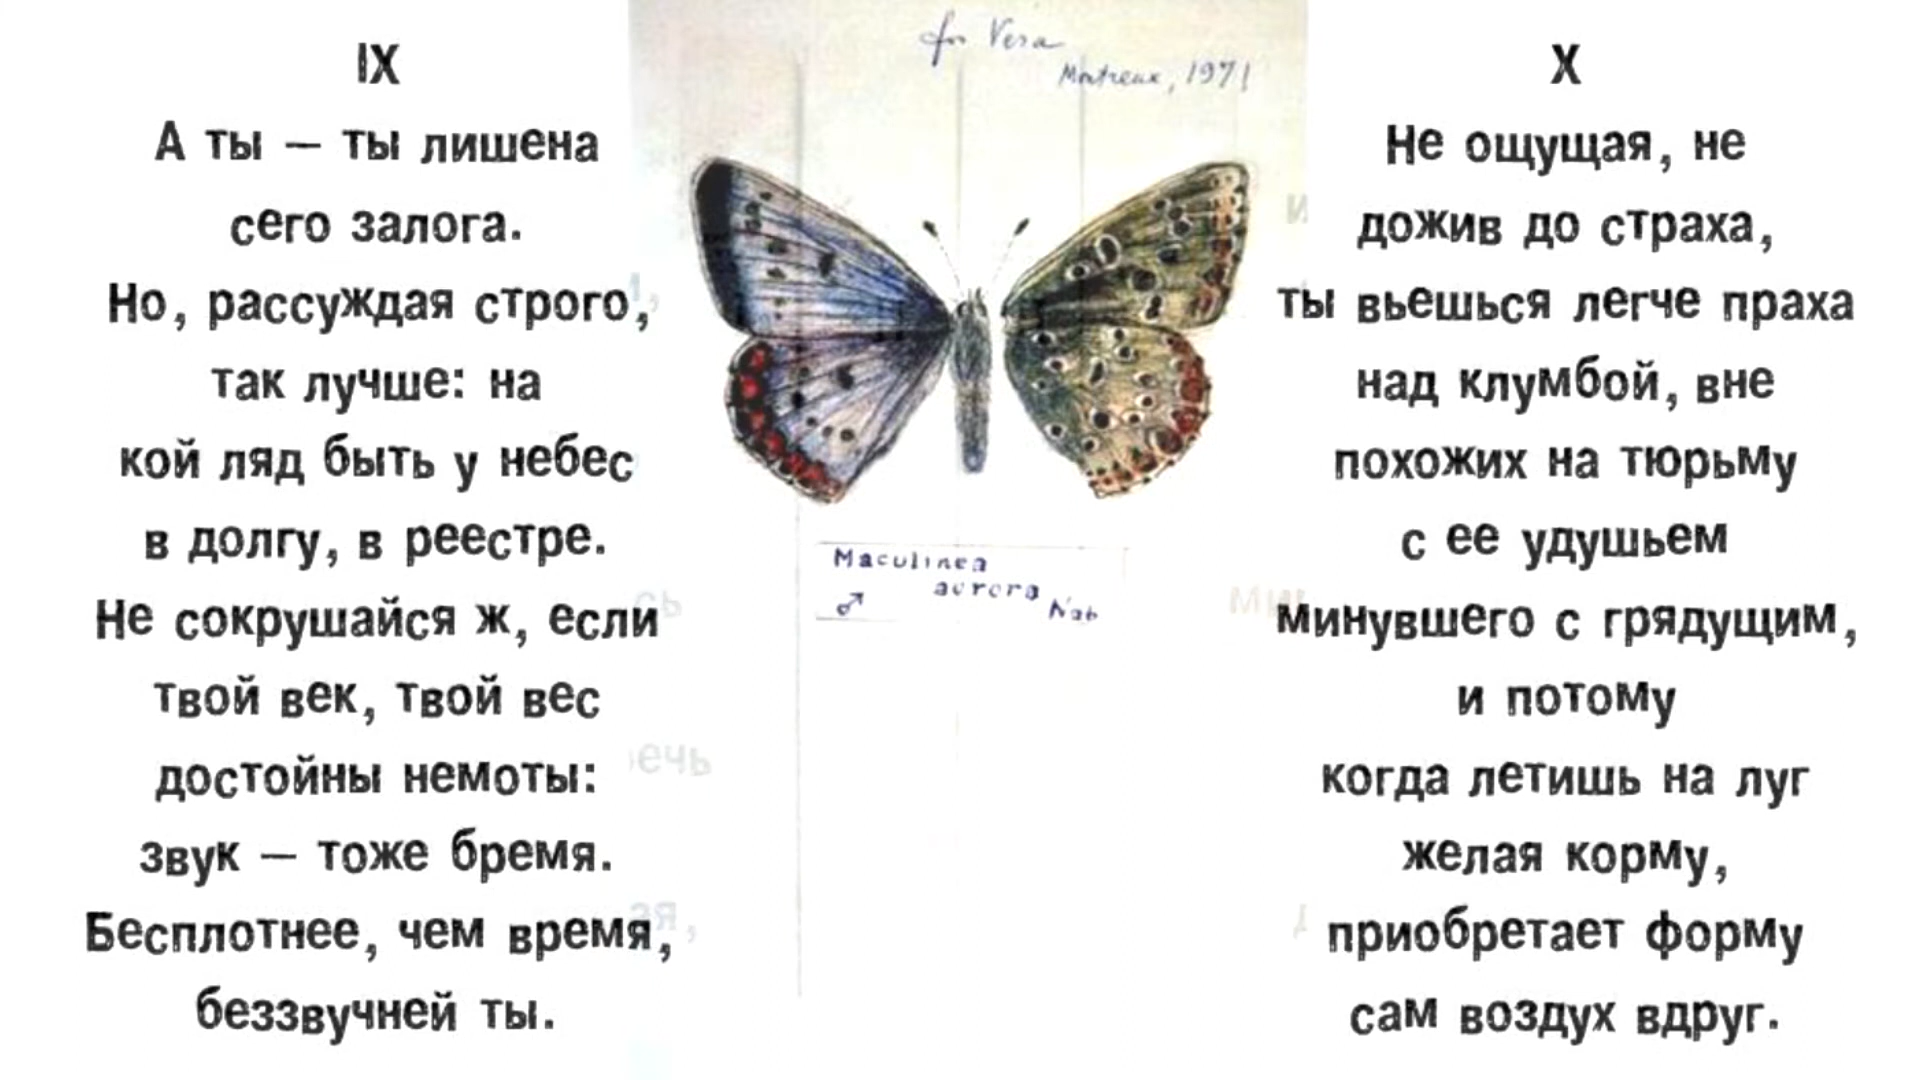 IX
А ты — ты лишена
сего залога.
Но, рассуждая строго,
так лучше: на
кой ляд быть у небес
в долгу, в реестре.
Не сокрушайся ж, если
твой век, твой вес
достойны немоты:
звук — тоже бремя.
Бесплотнее, чем время,
беззвучней ты.
for Vera
Montreux, 1971
Maculinea
aurora Nab
♂
X
Не ощущая, не
дожив до страха,
ты вьешься легче праха
над клумбой, вне
похожих на тюрьму
с ее удушьем
минувшего с грядущим,
и потому
когда летишь на луг
желая корму,
приобретает форму
сам воздух вдруг.